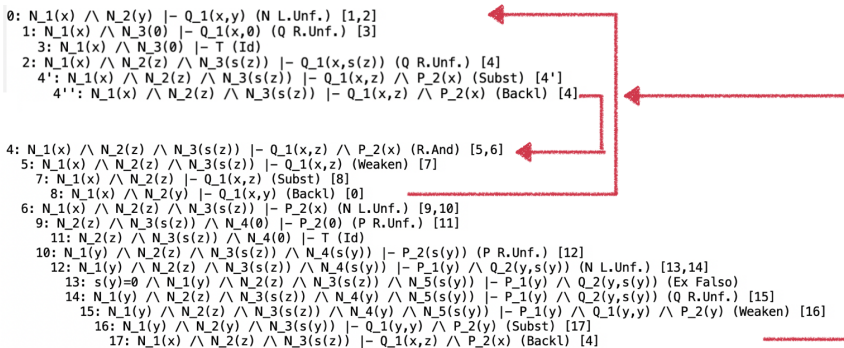 0: N_1(x) /\ N_2(y) |- Q_1(x,y) (N L.Unf.) [1,2]
1: N_1(x) /\ N_3(0) |- Q_1(x,0) (Q R.Unf.) [3]
3: N_1(x) /\ N_3(0) |- T (Id)
2: N_1(x) /\ N_2(z) /\ N_3(s(z)) |- Q_1(x,s(z)) (Q R.Unf.) [4]
4': N_1(x) /\ N_2(z) /\ N_3(s(z)) |- Q_1(x,z) /\ P_2(x) (Subst) [4']
4'': N_1(x) /\ N_2(z) /\ N_3(s(z)) |- Q_1(x,z) /\ P_2(x) (Backl) [4]
4: N_1(x) /\ N_2(z) /\ N_3(s(z)) |- Q_1(x,z) /\ P_2(x) (R.And) [5,6]
5: N_1(x) /\ N_2(z) /\ N_3(s(z)) |- Q_1(x,z) (Weaken) [7]
7: N_1(x) /\ N_2(z) |- Q_1(x,z) (Subst) [8]
8: N_1(x) /\ N_2(y) |- Q_1(x,y) (Backl) [0]
6: N_1(x) /\ N_2(z) /\ N_3(s(z)) |- P_2(x) (N L.Unf.) [9,10]
9: N_2(z) /\ N_3(s(z)) /\ N_4(0) |- P_2(0) (P R.Unf.) [11]
11: N_2(z) /\ N_3(s(z)) /\ N_4(0) |- T (Id)
10: N_1(y) /\ N_2(z) /\ N_3(s(z)) /\ N_4(s(y)) |- P_2(s(y)) (P R.Unf.) [12]
12: N_1(y) /\ N_2(z) /\ N_3(s(z)) /\ N_4(s(y)) |- P_1(y) /\ Q_2(y,s(y)) (N L.Unf.) [13,14]
13: s(y)=0 /\ N_1(y) /\ N_2(z) /\ N_3(s(z)) /\ N_5(s(y)) |- P_1(y) /\ Q_2(y,s(y)) (Ex Falso)
14: N_1(y) /\ N_2(z) /\ N_3(s(z)) /\ N_4(y) /\ N_5(s(y)) |- P_1(y) /\ Q_2(y,s(y)) (Q R.Unf.) [15]
15: N_1(y) /\ N_2(z) /\ N_3(s(z)) /\ N_4(y) /\ N_5(s(y)) |- P_1(y) /\ Q_1(y,y) /\ P_2(y) (Weaken) [16]
16: N_1(y) /\ N_2(y) /\ N_3(s(y)) |- Q_1(y,y) /\ P_2(y) (Subst) [17]
17: N_1(x) /\ N_2(z) /\ N_3(s(z)) |- Q_1(x,z) /\ P_2(x) (Backl) [4]